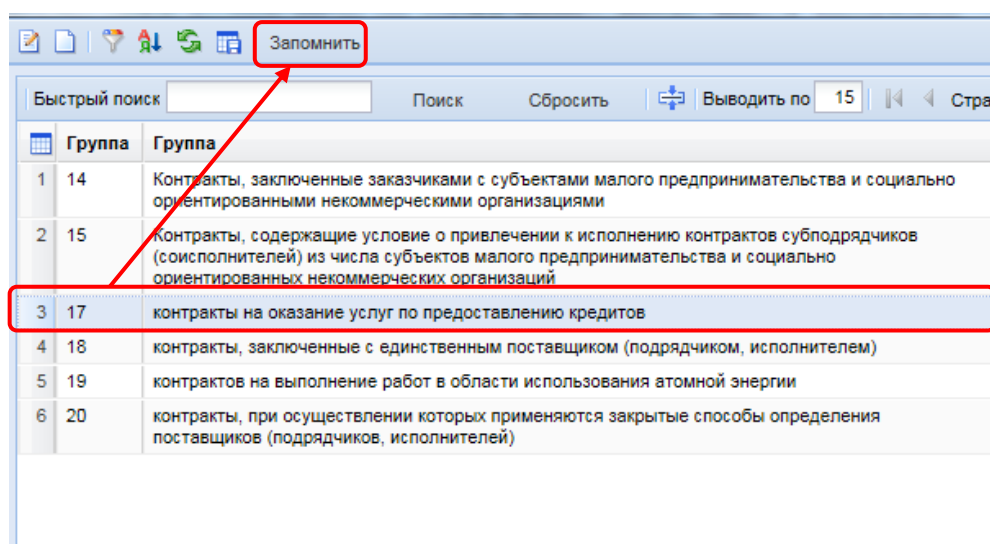 Запомнить
Быстрый поиск Поиск Сбросить Выводить по 15 Стра
Группа Группа
1 14 Контракты, заключенные заказчиками с субъектами малого предпринимательства и социально
ориентированными некоммерческими организациями
2 15 Контракты, содержащие условие о привлечении к исполнению контрактов субподрядчиков
(соисполнителей) из числа субъектов малого предпринимательства и социально
ориентированных некоммерческих организаций
3 17 контракты на оказание услуг по предоставлению кредитов
4 18 контракты, заключенные с единственным поставщиком (подрядчиком, исполнителем)
5 19 контрактов на выполнение работ в области использования атомной энергии
6 20 контракты, при осуществлении которых применяются закрытые способы определения
поставщиков (подрядчиков, исполнителей)